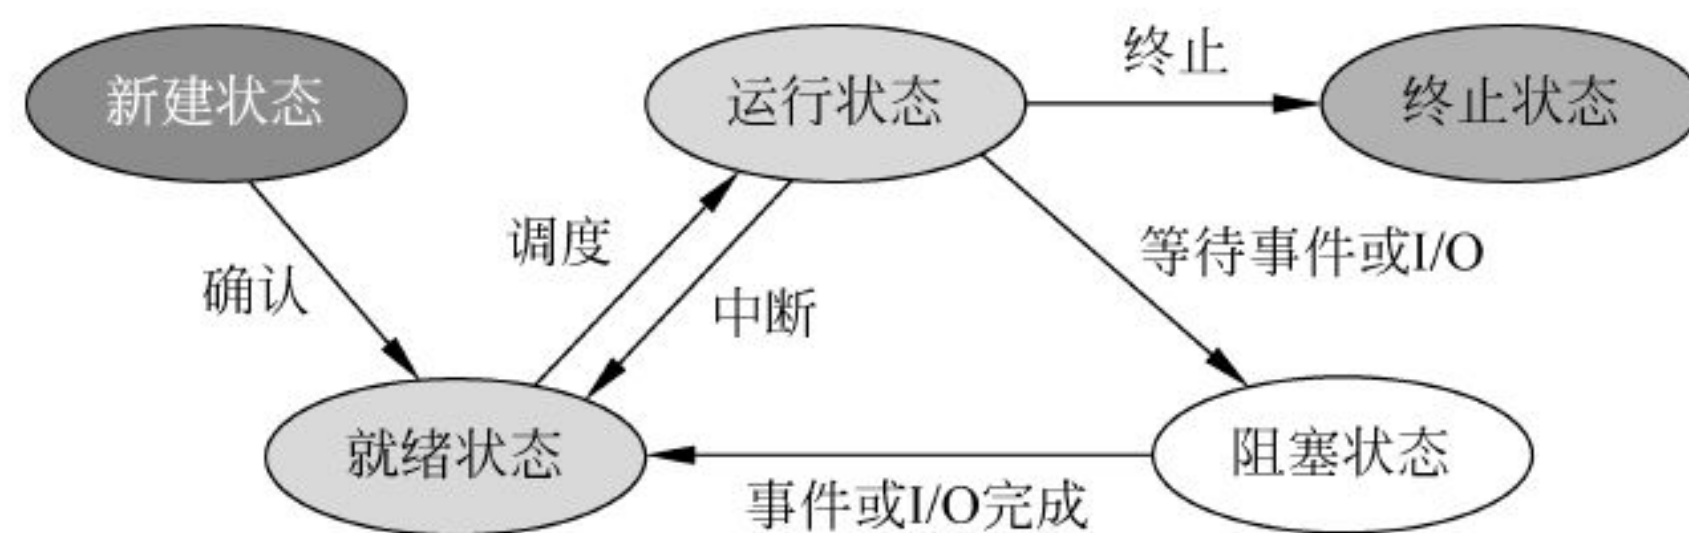 新建状态
运行状态
终止
终止状态
确认
调度
中断
等待事件或I/O
就绪状态
事件或I/O完成
阻塞状态